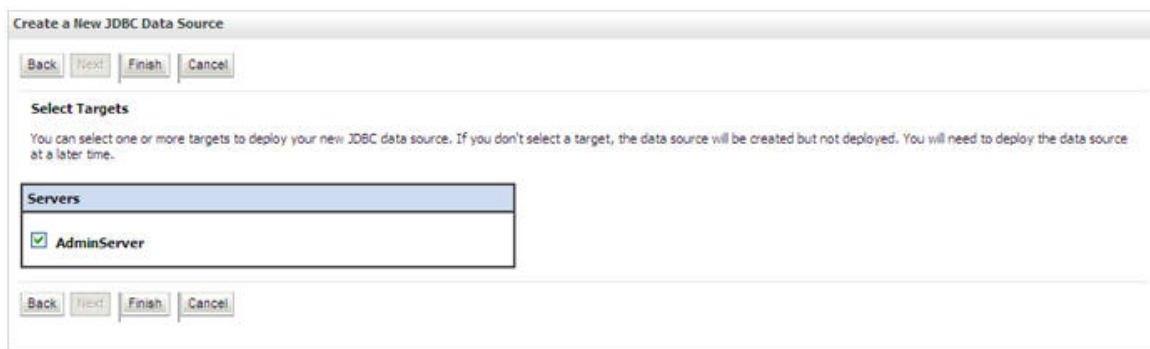 Create a New JDBC Data Source
Back Next Finish Cancel
Select Targets
You can select one or more targets to deploy your new JDBC data source. If you don't select a target, the data source will be created but not deployed. You will need to deploy the data source
at a later time.
Servers
AdminServer
Back Next Finish Cancel